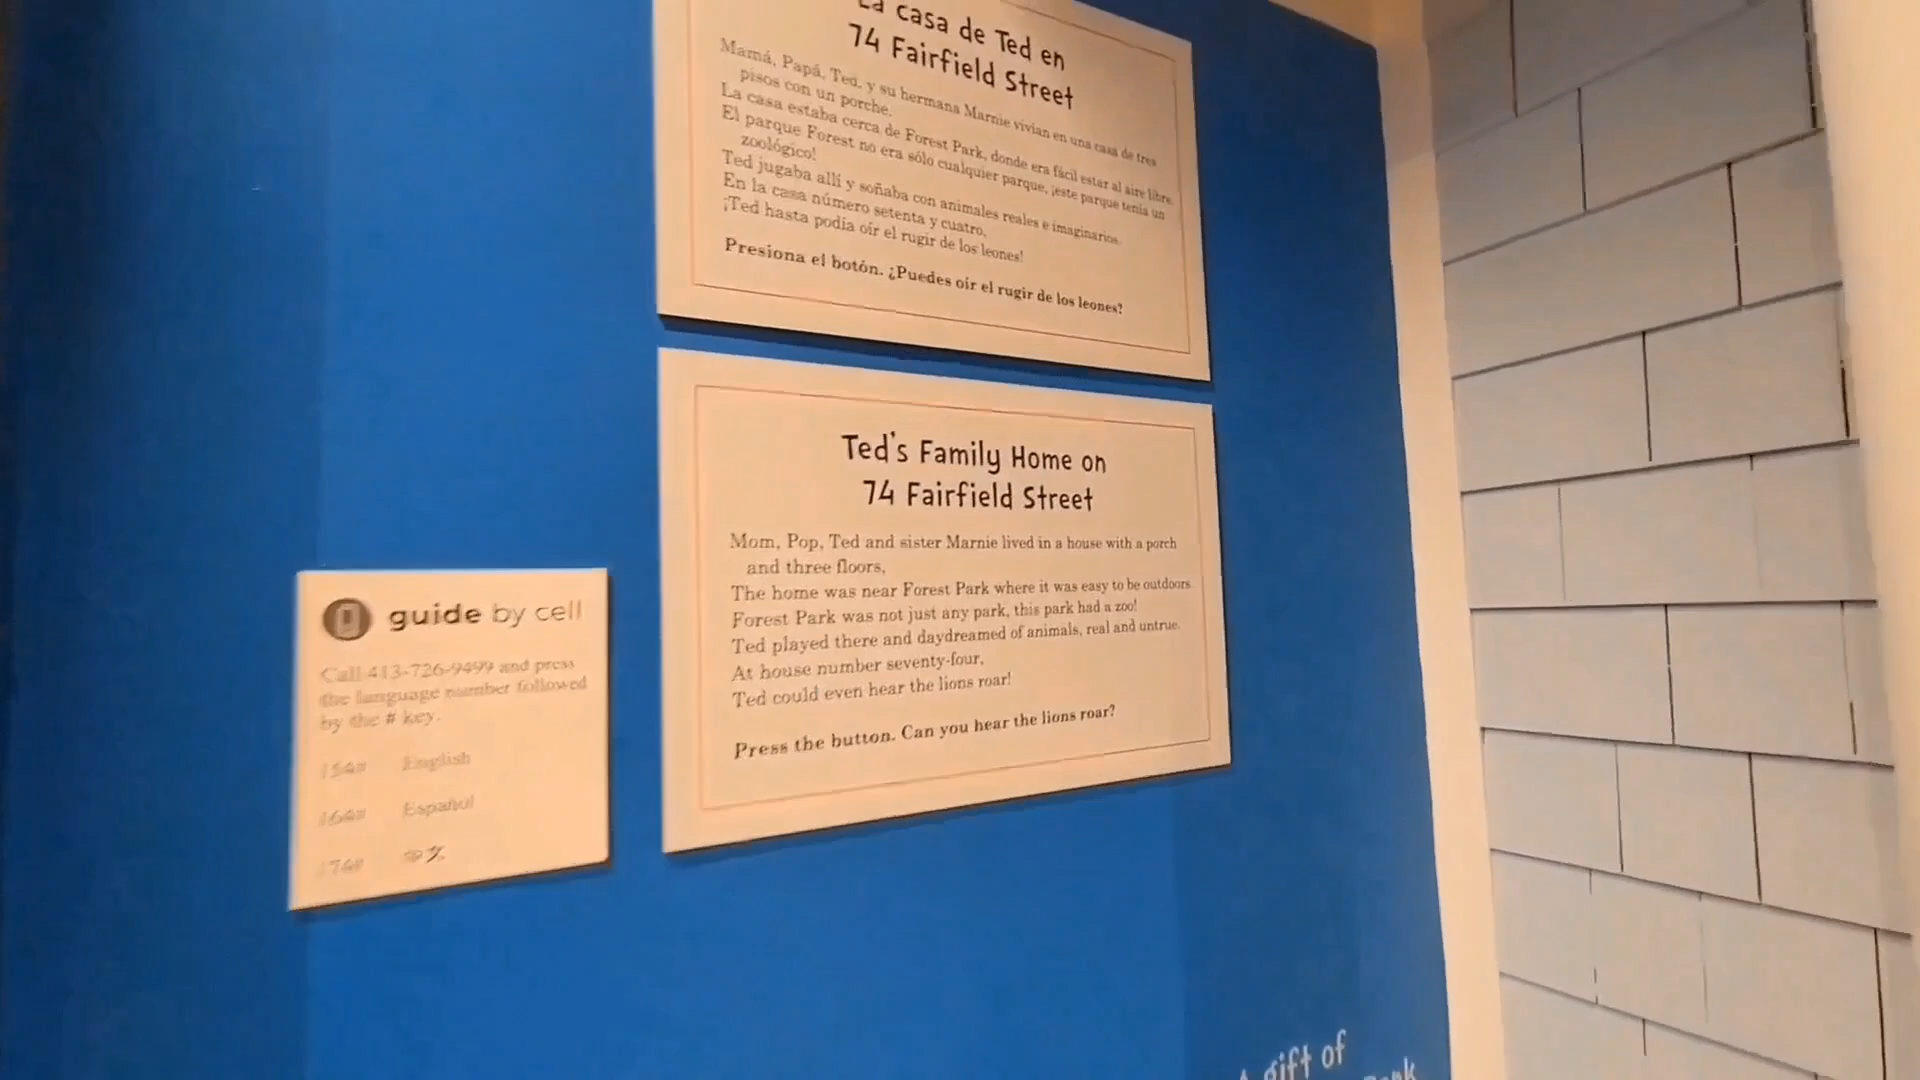 La casa de Ted en
74 Fairfield Street
Mamá, Papá, Ted, y su hermana Marnie vivían en una casa de tres
pisos con un porche.
La casa estaba cerca de Forest Park, donde era fácil estar al aire libre.
El parque Forest no era sólo cualquier parque, ¡este parque tenía un
zoológico!
Ted jugaba allí y soñaba con animales reales e imaginarios.
En la casa número setenta y cuatro,
¡Ted hasta podía oír el rugir de los leones!
Presiona el botón. ¿Puedes oír el rugir de los leones?
Ted's Family Home on
74 Fairfield Street
Mom, Pop, Ted and sister Marnie lived in a house with a porch
and three floors,
The home was near Forest Park where it was easy to be outdoors.
Forest Park was not just any park, this park had a zoo!
Ted played there and daydreamed of animals, real and untrue.
At house number seventy-four,
Ted could even hear the lions roar!
Press the button. Can you hear the lions roar?
guide by cell
Call 413-726-9499 and press
the language number followed
by the # key.
154# English
164# Español
174#
A gift of